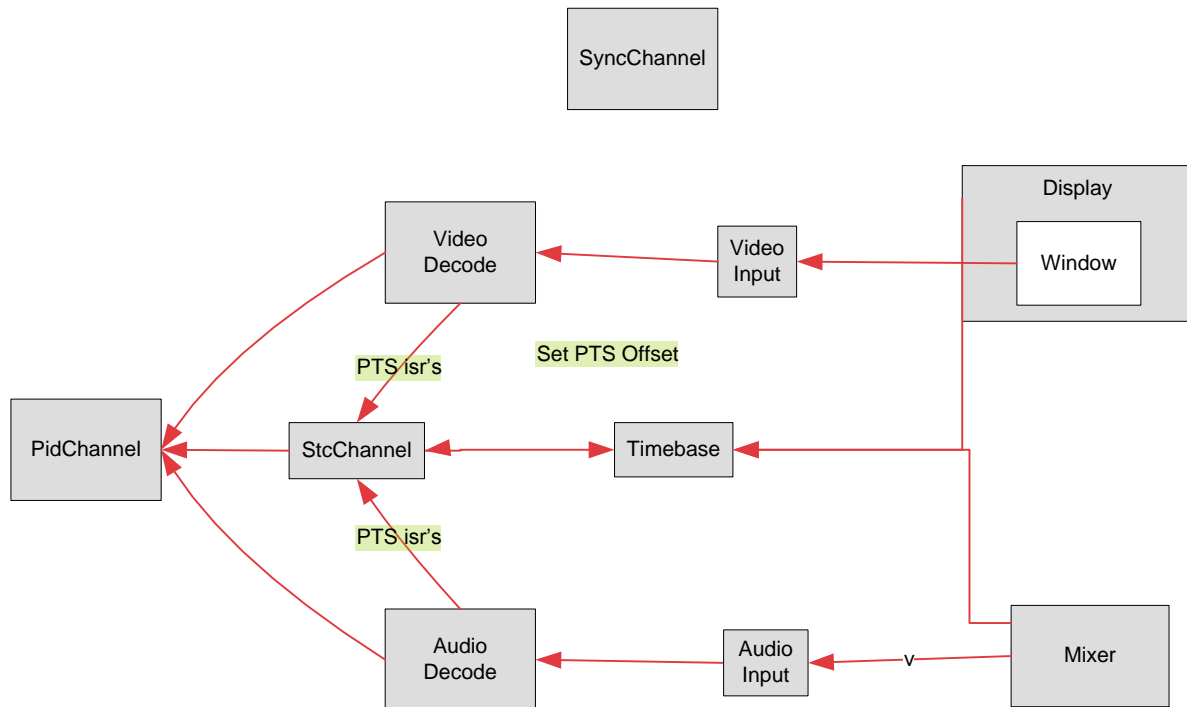 SyncChannel
Display
Video
Decode
Video
Input
Window
Set PTS Offset
PTS isr's
PidChannel
StcChannel
Timebase
PTS isr's
Audio
Decode
Audio
Input
v
Mixer